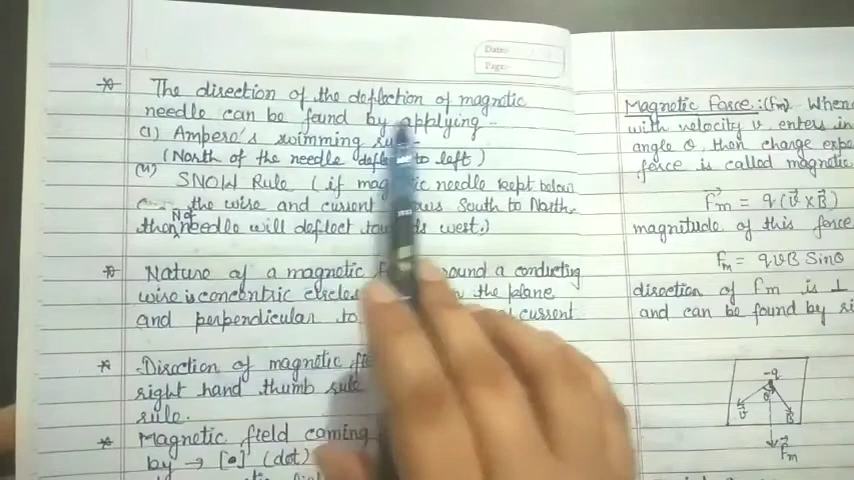 Date:
Page:
The direction of the deflection of magnetic
needle can be found by applying -
(i) Ampere's swimming
(North of the needle to left)
(ii) SNOW Rule (if needle kept below
the wire and current South to North,
then N of needle will deflect west.)
Nature of a magnetic a conducting
wire is concentric circles the plane
and perpendicular to current
Direction of magnetic
right hand thumb rule
rule.
Magnetic field coming
by → [•] (dot)
Magnetic Force : (Fm) When
with velocity v, enters in
angle θ, then charge
force is called magnetic
Fm = q(v × B)
magnitude of this force
Fm = qvB Sinθ
direction of Fm is ⊥
and can be found by
-q
θ
v
B
Fm